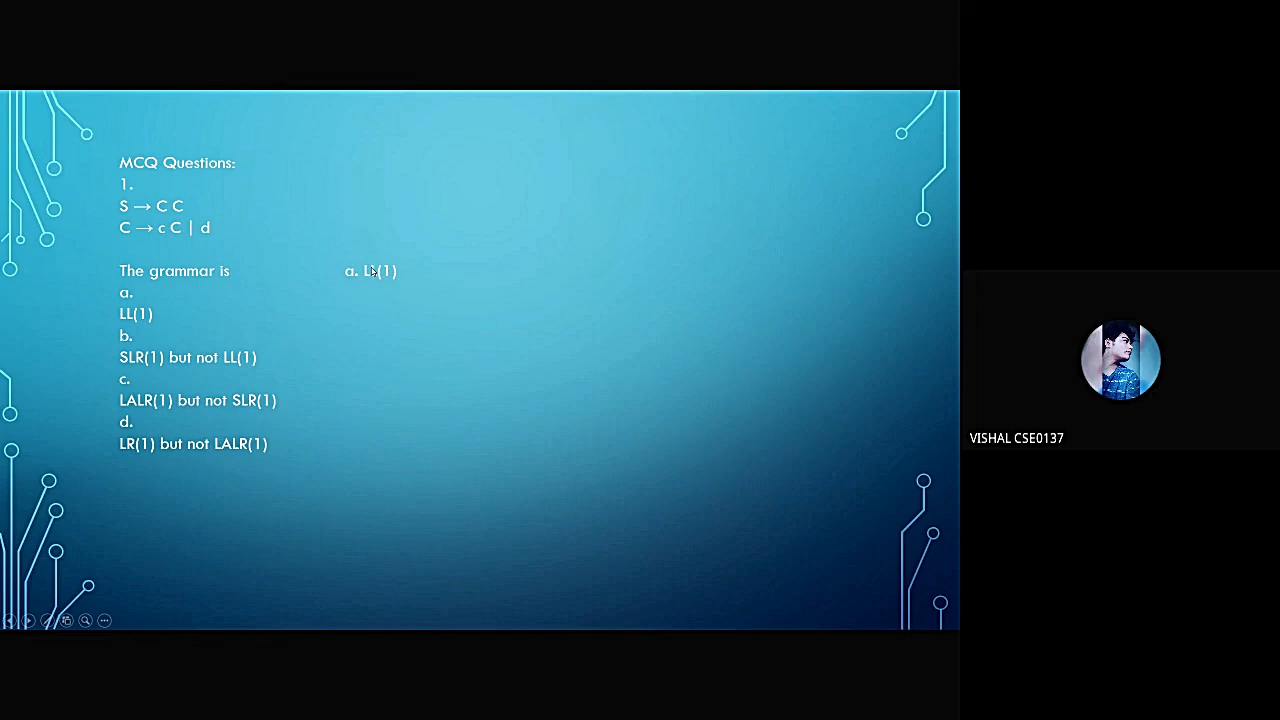 MCQ Questions:
1.
S → C C
C → c C | d
The grammar is
a. LL(1)
a.
LL(1)
b.
SLR(1) but not LL(1)
c.
LALR(1) but not SLR(1)
d.
LR(1) but not LALR(1)
VISHAL CSE0137